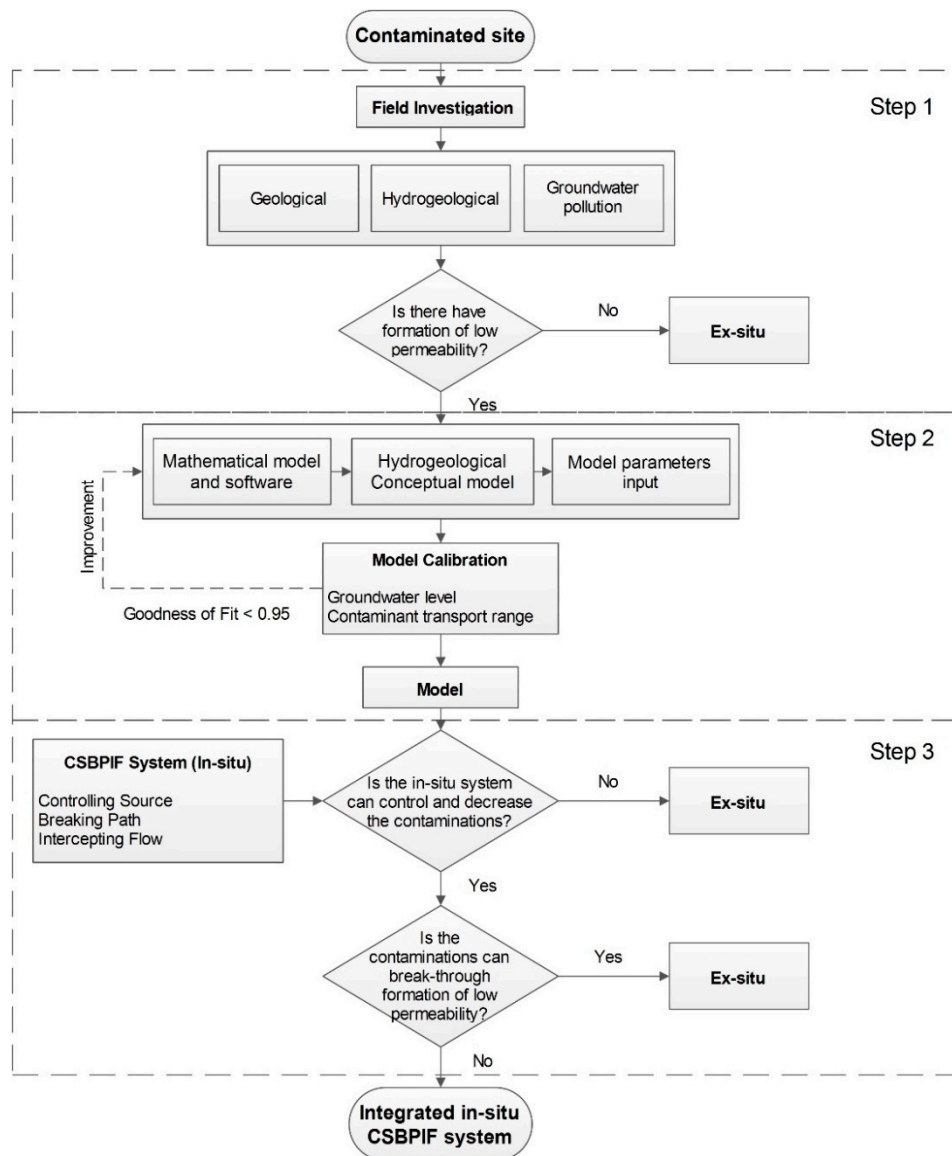 Contaminated site
Step 1
Field Investigation
Geological
Hydrogeological
Groundwater
pollution
Is there have
formation of low
permeability?
No
Ex-situ
Yes
Step 2
Mathematical model
and software
Hydrogeological
Conceptual model
Model parameters
input
Improvement
Model Calibration
Groundwater level
Contaminant transport range
Goodness of Fit < 0.95
Model
Step 3
CSBPIF System (In-situ)
Controlling Source
Breaking Path
Intercepting Flow
Is the in-situ system
can control and decrease
the contaminations?
No
Ex-situ
Yes
Is the
contaminations can
break-through
formation of low
permeability?
Yes
Ex-situ
No
Integrated in-situ
CSBPIF system